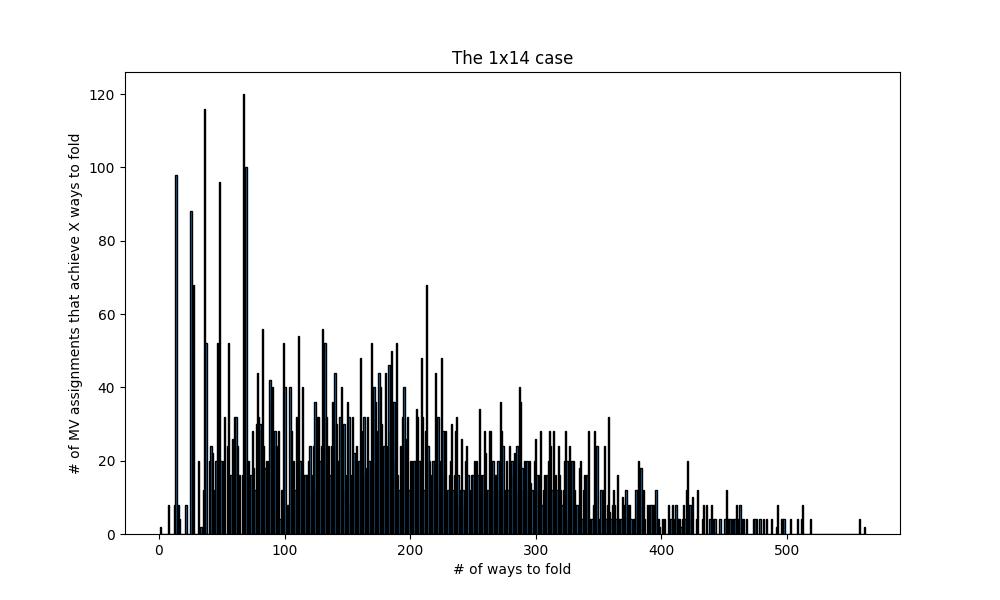 The 1x14 case
# of MV assignments that achieve X ways to fold
120
100
80
60
40
20
0
0 100 200 300 400 500
# of ways to fold